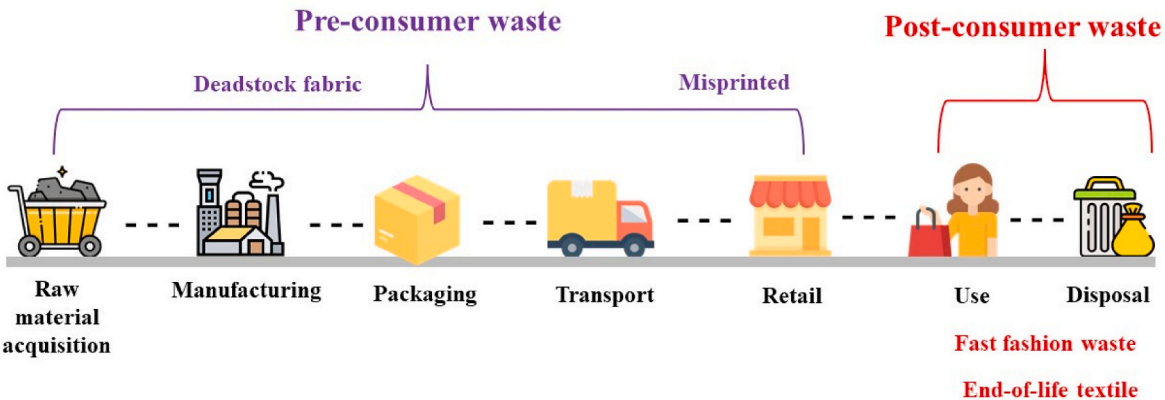 Pre-consumer waste
Post-consumer waste
Deadstock fabric
Misprinted
Raw
material
acquisition
Manufacturing
Packaging
Transport
Retail
Use
Disposal
Fast fashion waste
End-of-life textile